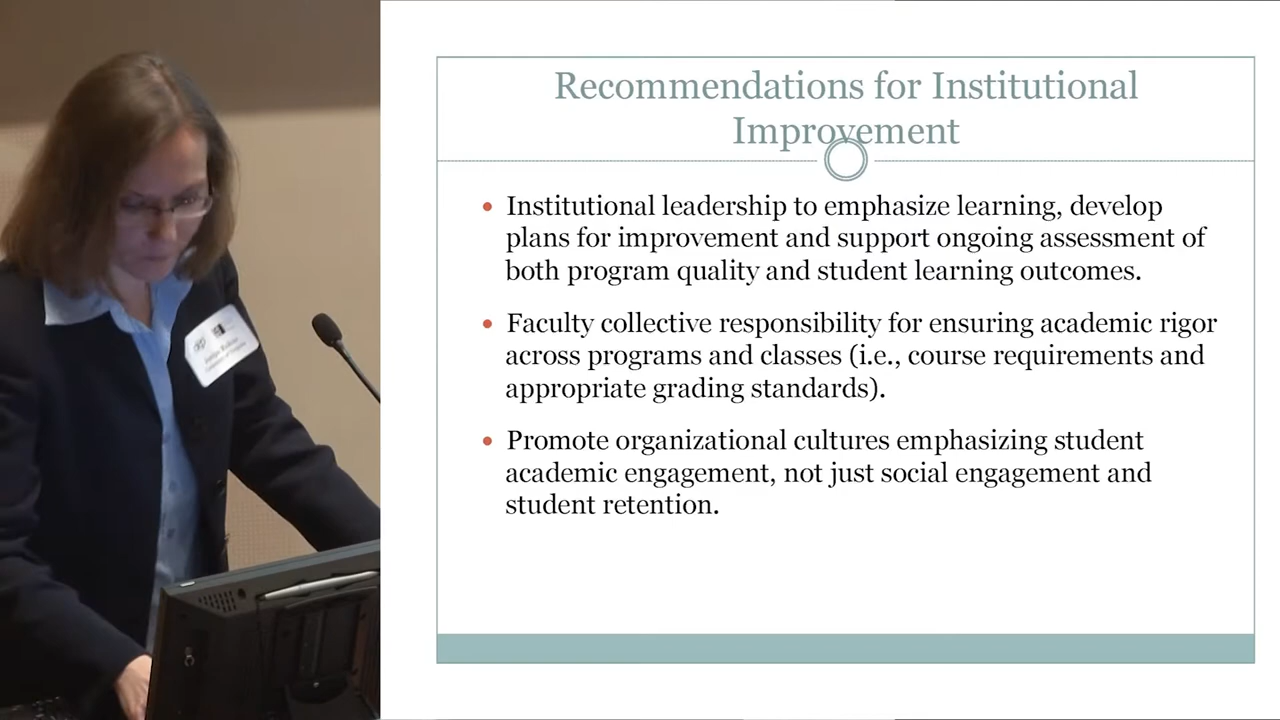 Recommendations for Institutional
Improvement
• Institutional leadership to emphasize learning, develop
plans for improvement and support ongoing assessment of
both program quality and student learning outcomes.
• Faculty collective responsibility for ensuring academic rigor
across programs and classes (i.e., course requirements and
appropriate grading standards).
• Promote organizational cultures emphasizing student
academic engagement, not just social engagement and
student retention.